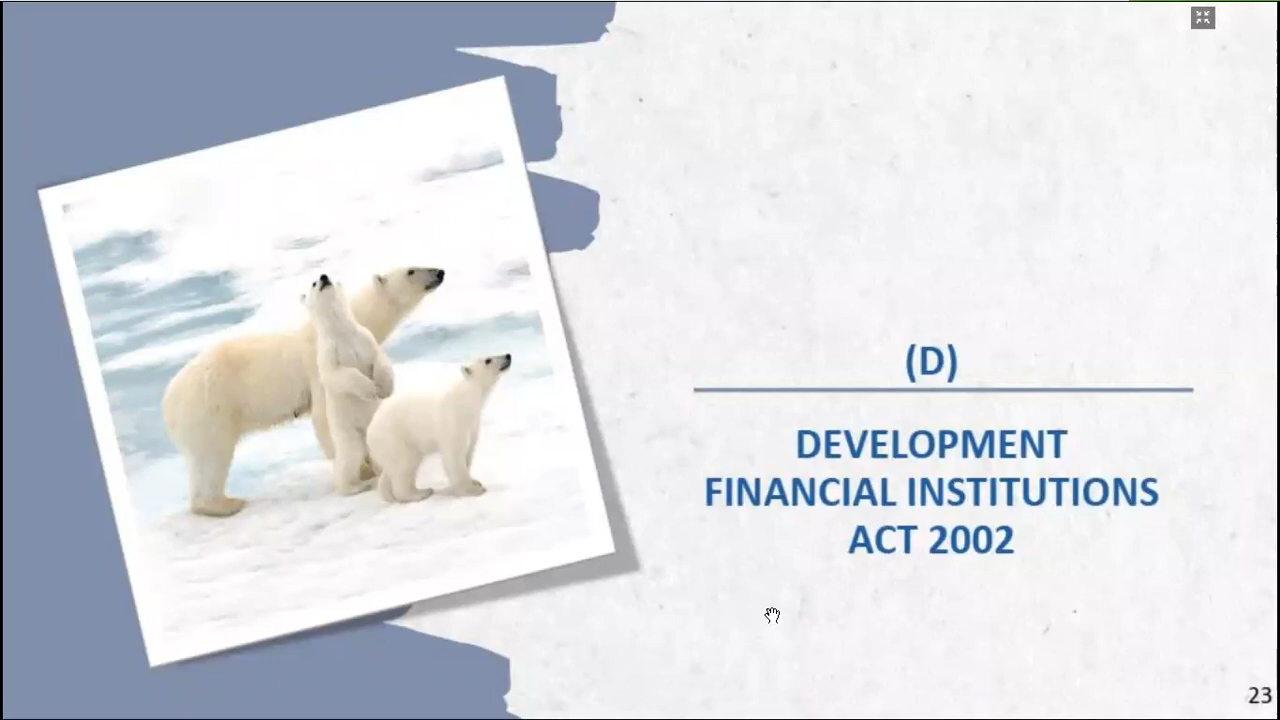 (D)
DEVELOPMENT
FINANCIAL INSTITUTIONS
ACT 2002
23